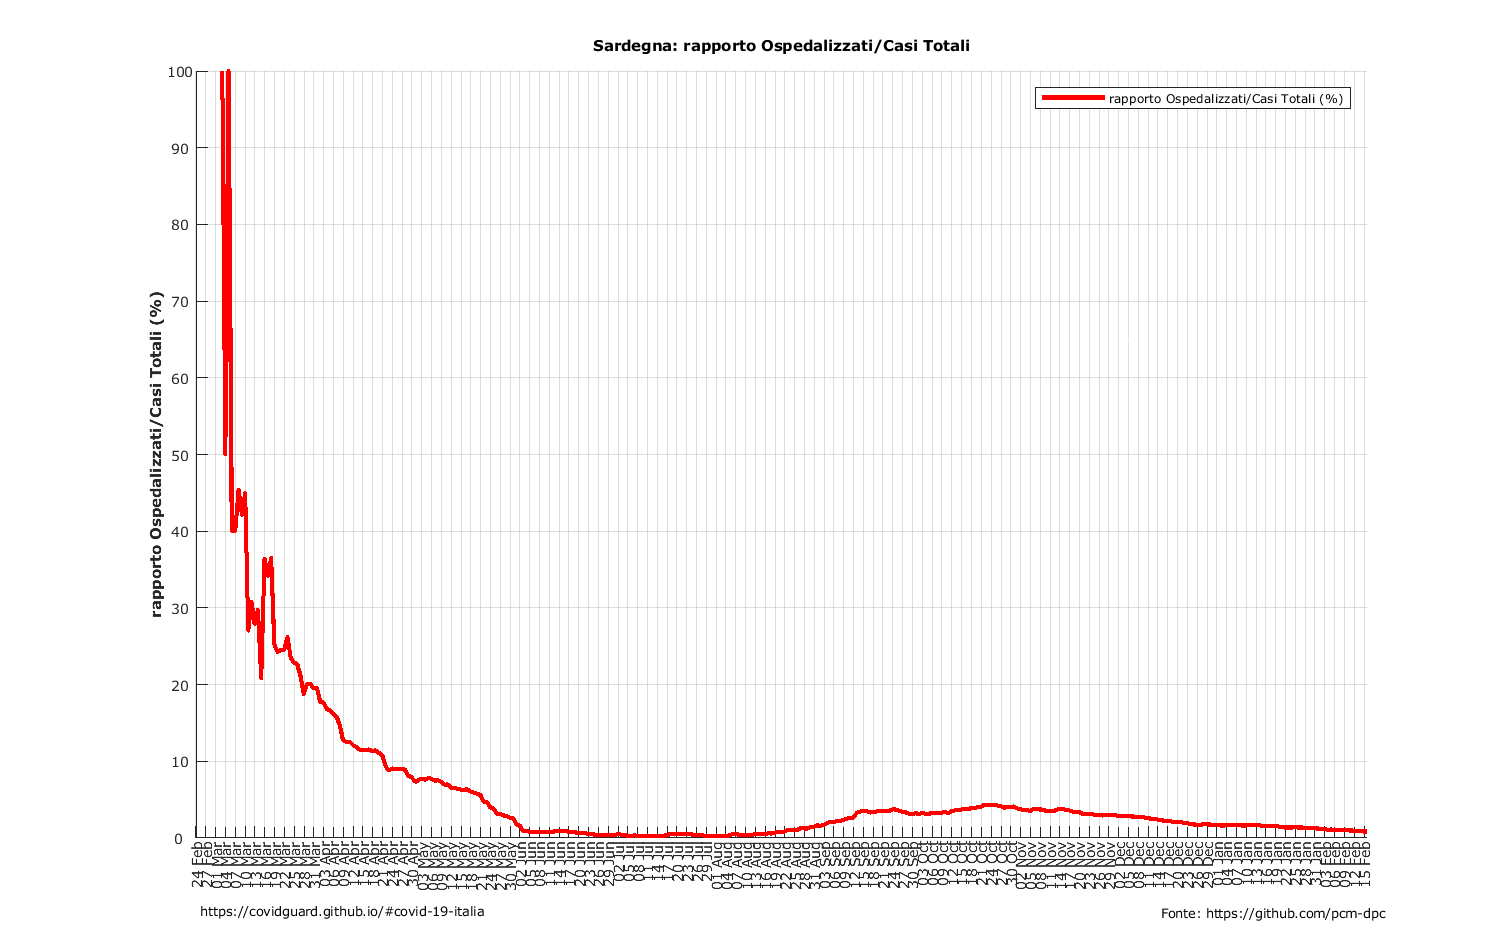 Sardegna: rapporto Ospedalizzati/Casi Totali
rapporto Ospedalizzati/Casi Totali (%)
rapporto Ospedalizzati/Casi Totali (%)
100
90
80
70
60
50
40
30
20
10
0
24 Feb
27 Feb
01 Mar
04 Mar
07 Mar
10 Mar
13 Mar
16 Mar
19 Mar
22 Mar
25 Mar
28 Mar
31 Mar
03 Apr
06 Apr
09 Apr
12 Apr
15 Apr
18 Apr
21 Apr
24 Apr
27 Apr
30 Apr
03 May
06 May
09 May
12 May
15 May
18 May
21 May
24 May
27 May
30 May
02 Jun
05 Jun
08 Jun
11 Jun
14 Jun
17 Jun
20 Jun
23 Jun
26 Jun
29 Jun
02 Jul
05 Jul
08 Jul
11 Jul
14 Jul
17 Jul
20 Jul
23 Jul
26 Jul
29 Jul
01 Aug
04 Aug
07 Aug
10 Aug
13 Aug
16 Aug
19 Aug
22 Aug
25 Aug
28 Aug
31 Aug
03 Sep
06 Sep
09 Sep
12 Sep
15 Sep
18 Sep
21 Sep
24 Sep
27 Sep
30 Sep
03 Oct
06 Oct
09 Oct
12 Oct
15 Oct
18 Oct
21 Oct
24 Oct
27 Oct
30 Oct
02 Nov
05 Nov
08 Nov
11 Nov
14 Nov
17 Nov
20 Nov
23 Nov
26 Nov
29 Nov
02 Dec
05 Dec
08 Dec
11 Dec
14 Dec
17 Dec
20 Dec
23 Dec
26 Dec
29 Dec
01 Jan
04 Jan
07 Jan
10 Jan
13 Jan
16 Jan
19 Jan
22 Jan
25 Jan
28 Jan
31 Jan
03 Feb
06 Feb
09 Feb
12 Feb
15 Feb
https://covidguard.github.io/#covid-19-italia
Fonte: https://github.com/pcm-dpc